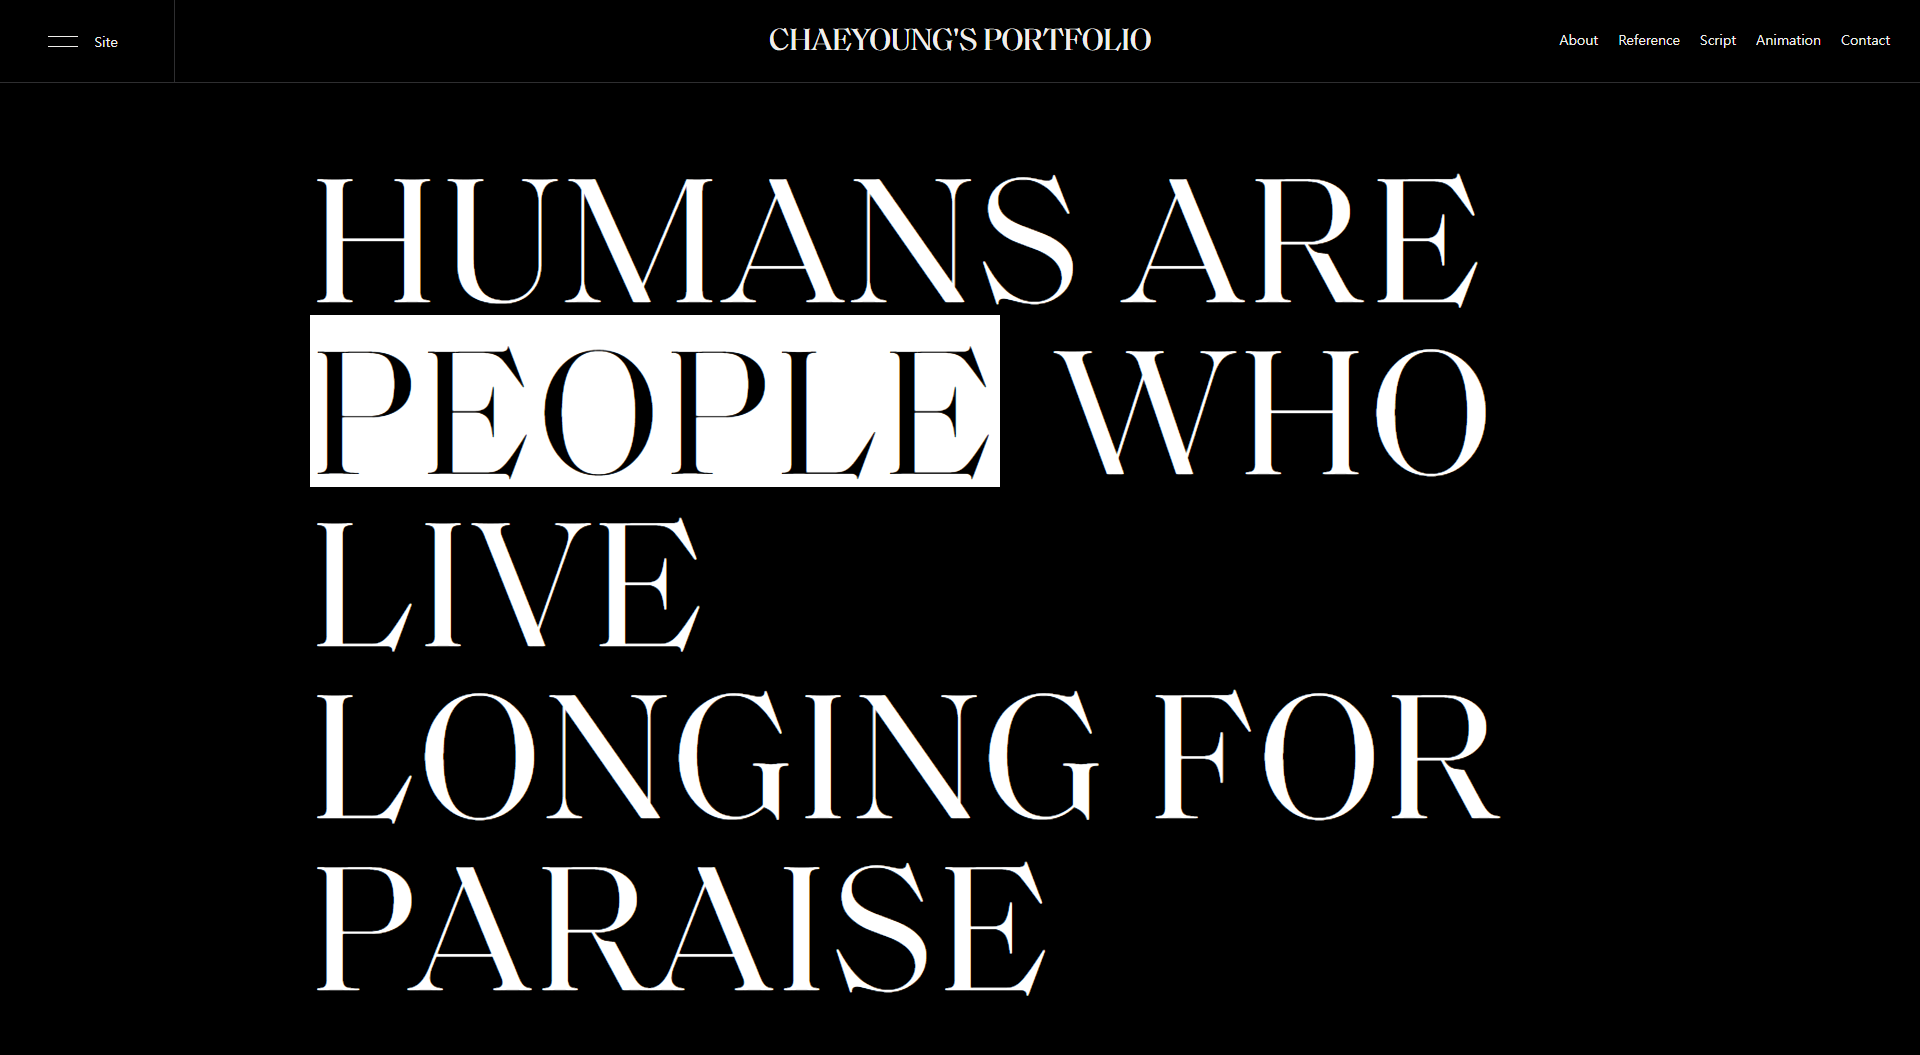 Site
CHAEYOUNG'S PORTFOLIO
About Reference Script Animation Contact
HUMANS ARE
PEOPLE WHO
LIVE
LONGING FOR
PARAISE